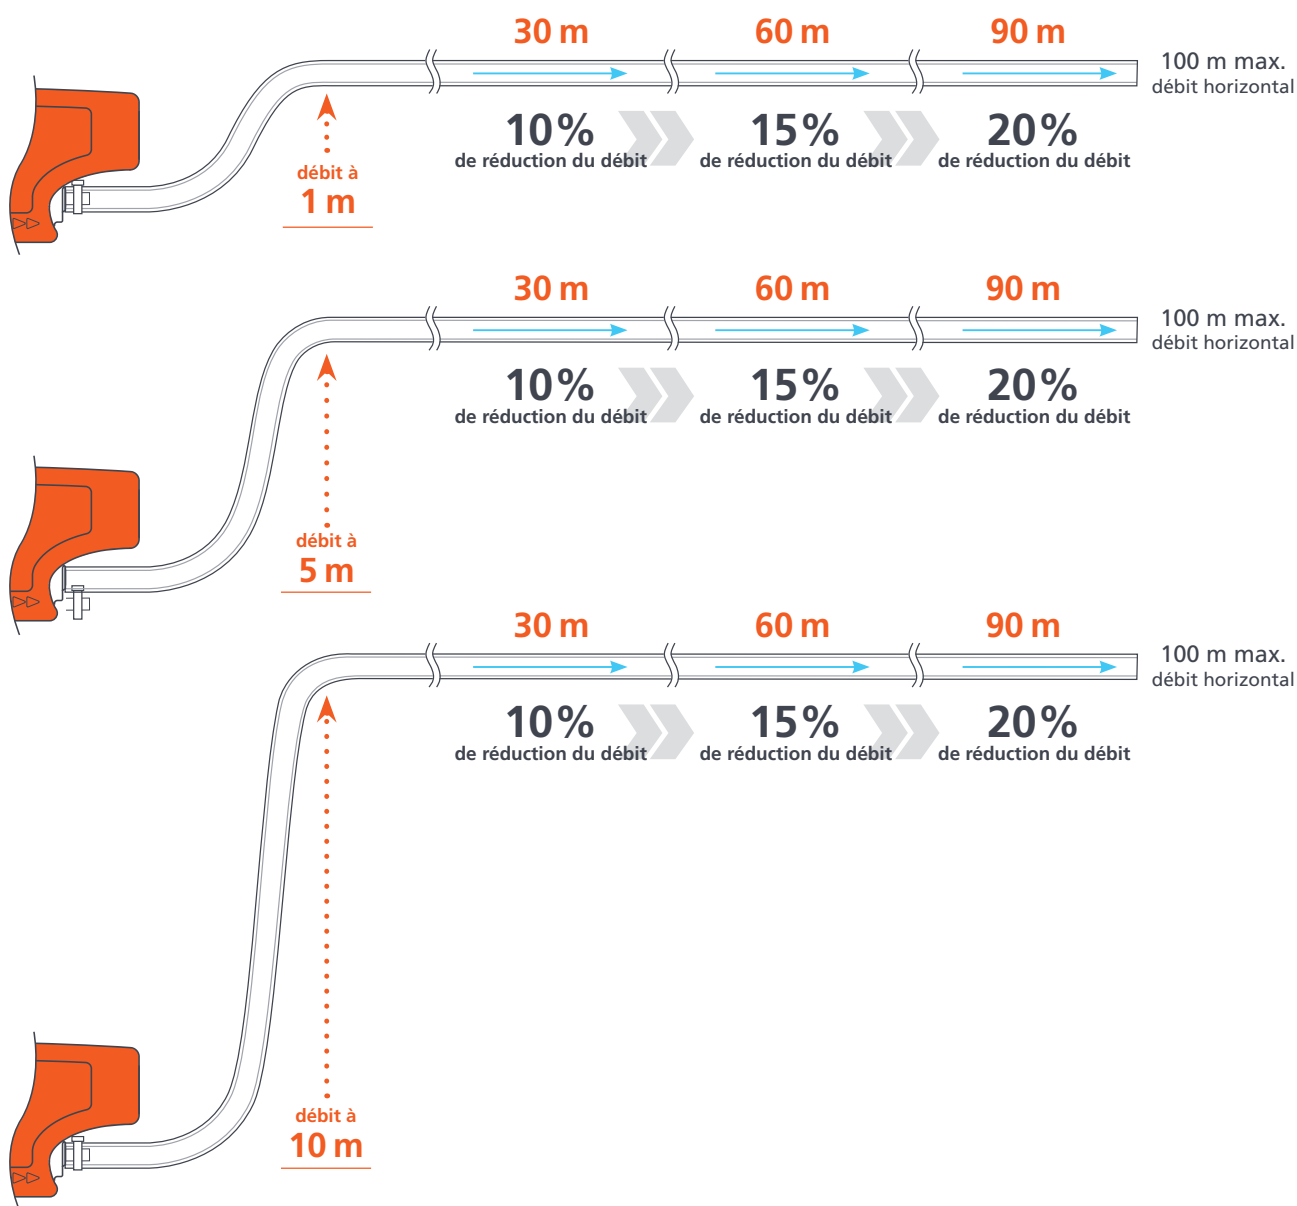 30 m 60 m 90 m
100 m max.
débit horizontal
10% 15% 20%
de réduction du débit de réduction du débit de réduction du débit
débit à
1 m
30 m 60 m 90 m
100 m max.
débit horizontal
10% 15% 20%
de réduction du débit de réduction du débit de réduction du débit
débit à
5 m
30 m 60 m 90 m
100 m max.
débit horizontal
10% 15% 20%
de réduction du débit de réduction du débit de réduction du débit
débit à
10 m